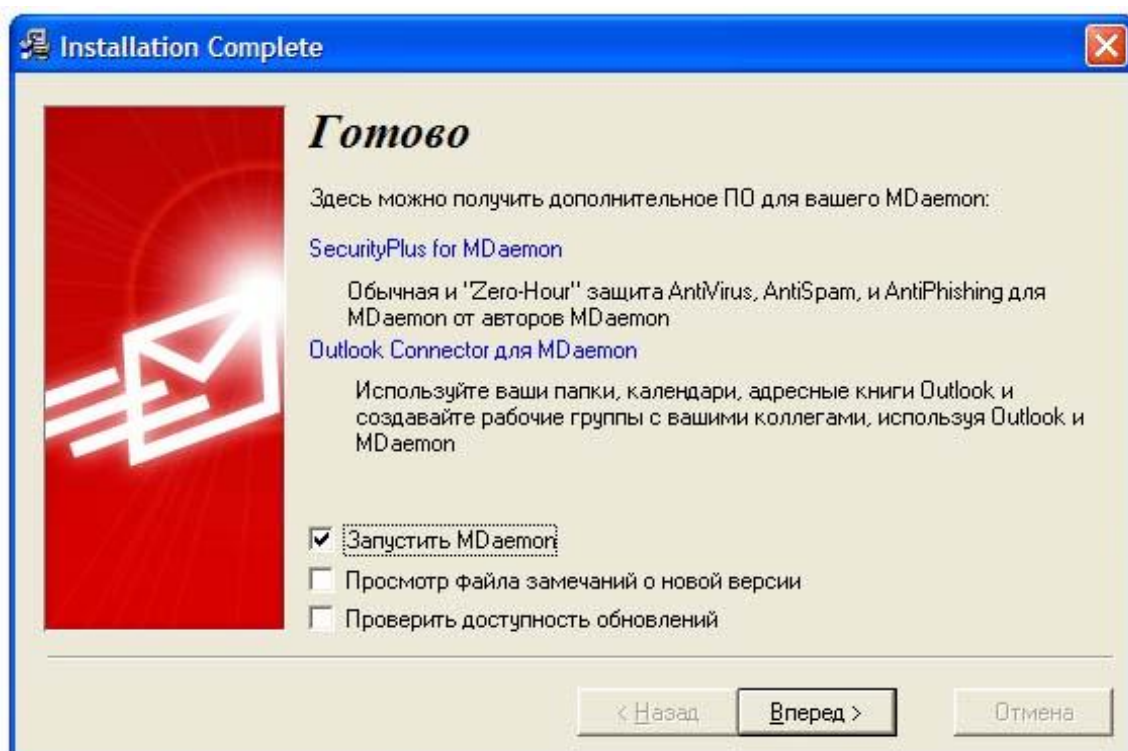 Installation Complete
Готово
Здесь можно получить дополнительное ПО для вашего MDaemon:
SecurityPlus for MDaemon
Обычная и "Zero-Hour" защита AntiVirus, AntiSpam, и AntiPhishing для
MDaemon от авторов MDaemon
Outlook Connector для MDaemon
Используйте ваши папки, календари, адресные книги Outlook и
создавайте рабочие группы с вашими коллегами, используя Outlook и
MDaemon
Запустить MDaemon
Просмотр файла замечаний о новой версии
Проверить доступность обновлений
< Назад Вперед > Отмена